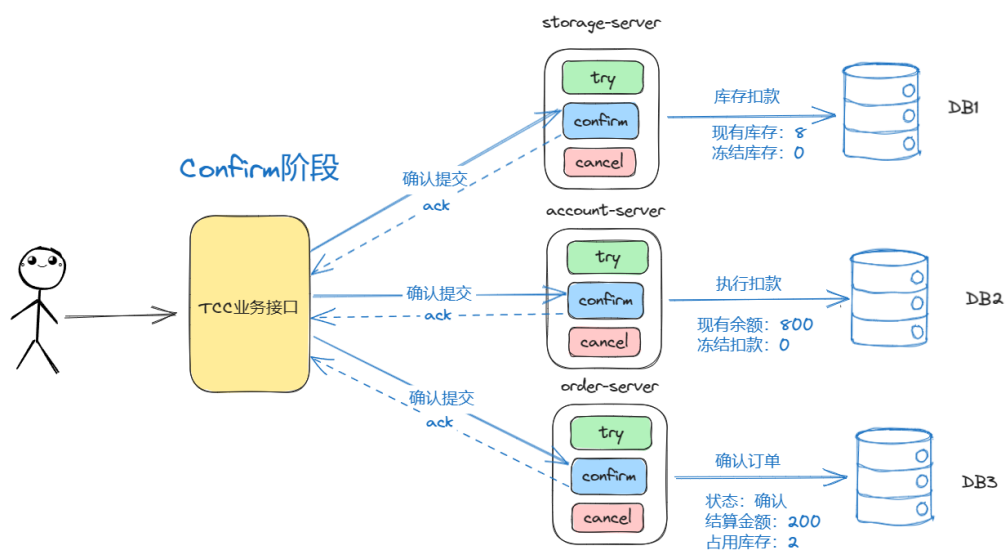 storage-server
try
confirm
cancel
库存扣款
现有库存：8
冻结库存：0
DB1
Confirm阶段
确认提交
ack
TCC业务接口
account-server
try
confirm
cancel
确认提交
ack
执行扣款
现有余额：800
冻结扣款：0
DB2
order-server
try
confirm
cancel
确认提交
ack
确认订单
状态：确认
结算金额：200
占用库存：2
DB3